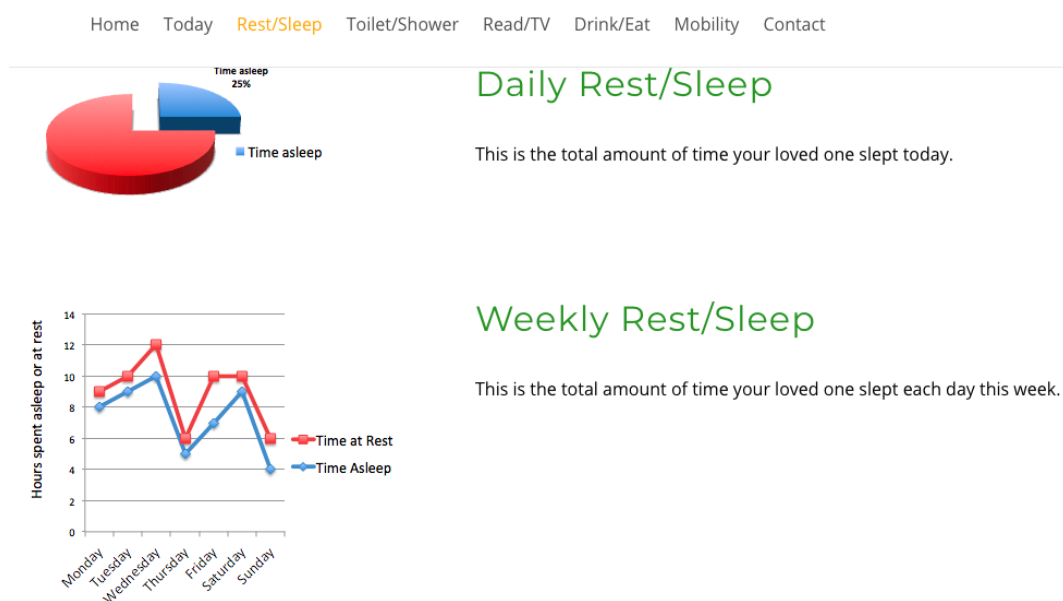 Home Today Rest/Sleep Toilet/Shower Read/TV Drink/Eat Mobility Contact
Time asleep
25%
Time asleep
Daily Rest/Sleep
This is the total amount of time your loved one slept today.
Hours spent asleep or at rest
14
12
10
8
6
4
2
0
Monday
Tuesday
Wednesday
Thursday
Friday
Saturday
Sunday
Time at Rest
Time Asleep
Weekly Rest/Sleep
This is the total amount of time your loved one slept each day this week.